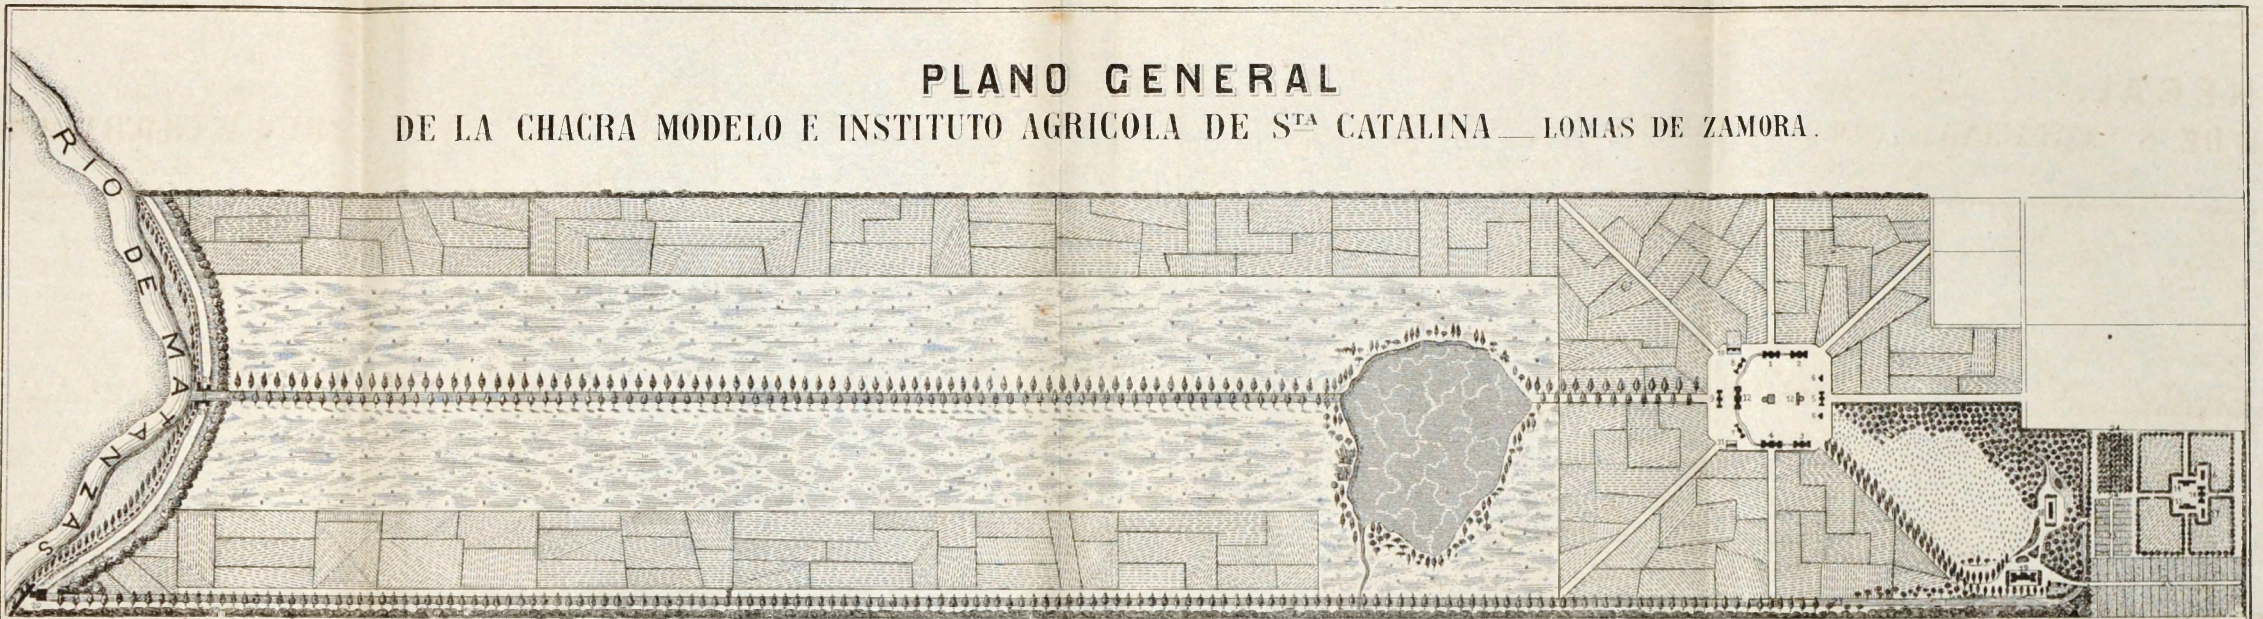 PLANO GENERAL
DE LA CHACRA MODELO E INSTITUTO AGRICOLA DE STA CATALINA — LOMAS DE ZAMORA.
RIO DE MATANZAS